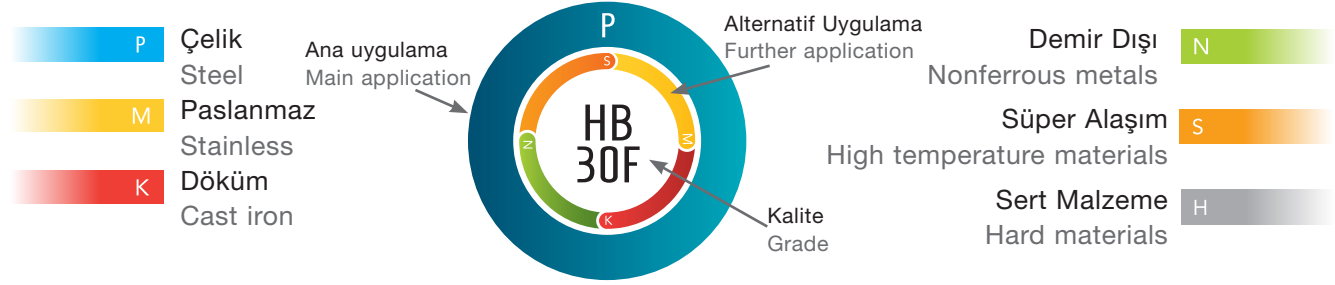 P
Çelik
Steel
M
Paslanmaz
Stainless
K
Döküm
Cast iron
Ana uygulama
Main application
P
S
M
K
N
HB
30F
Alternatif Uygulama
Further application
Kalite
Grade
Demir Dışı
Nonferrous metals
N
Süper Alaşım
High temperature materials
S
Sert Malzeme
Hard materials
H